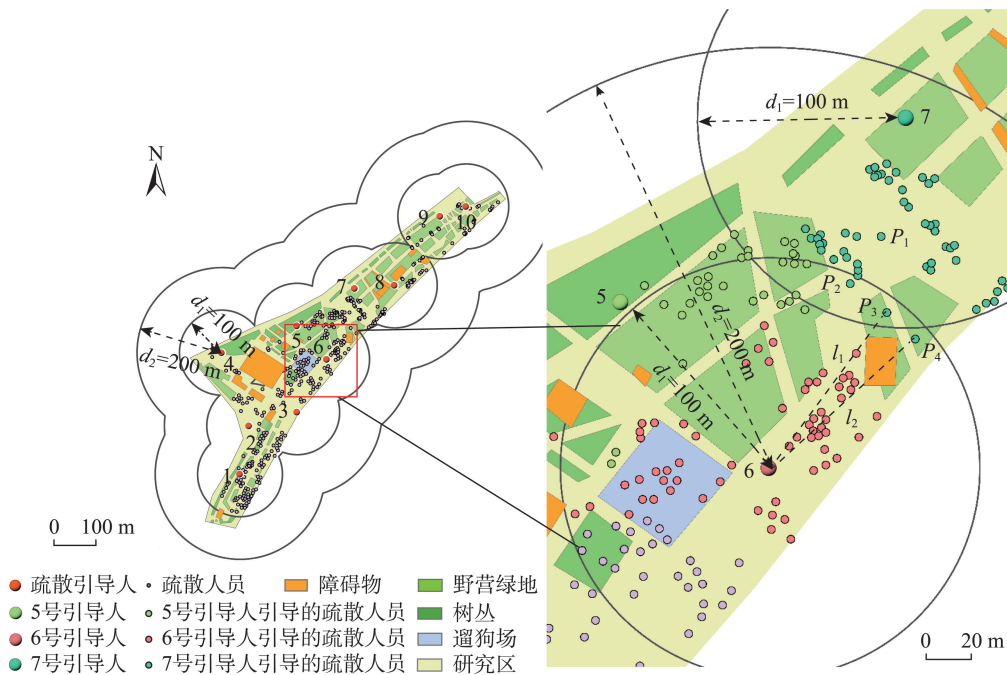 N
d₁=100 m
d₂=200 m
1
2
3
4
5
6
7
8
9
10
0 100 m
d₁=100 m
7
P₁
P₂
P₃
P₄
5
d₂=200 m
d₁=100 m
l₁
l₂
6
0 20 m
疏散引导人 疏散人员 障碍物 野营绿地
5号引导人 5号引导人引导的疏散人员 树丛
6号引导人 6号引导人引导的疏散人员 遛狗场
7号引导人 7号引导人引导的疏散人员 研究区